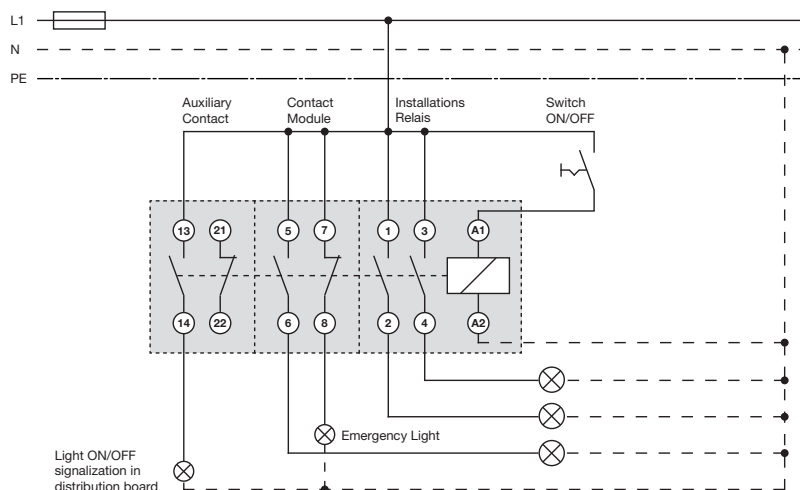 L1
N
PE
Auxiliary
Contact
Contact
Module
Installations
Relais
Switch
ON/OFF
13 21 5 7 1 3 A1
14 22 6 8 2 4 A2
Emergency Light
Light ON/OFF
signalization in
distribution board